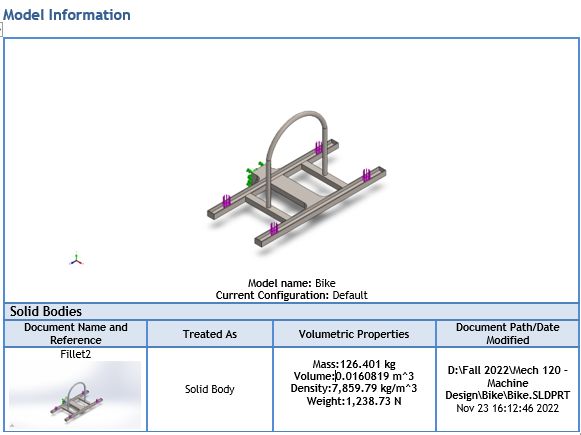 Model Information
Model name: Bike
Current Configuration: Default
Solid Bodies
Document Name and
Reference
Treated As
Volumetric Properties
Document Path/Date
Modified
Fillet2
Solid Body
Mass:126.401 kg
Volume:0.0160819 m^3
Density:7,859.79 kg/m^3
Weight:1,238.73 N
D:\Fall 2022\Mech 120 -
Machine
Design\Bike\Bike.SLDPRT
Nov 23 16:12:46 2022